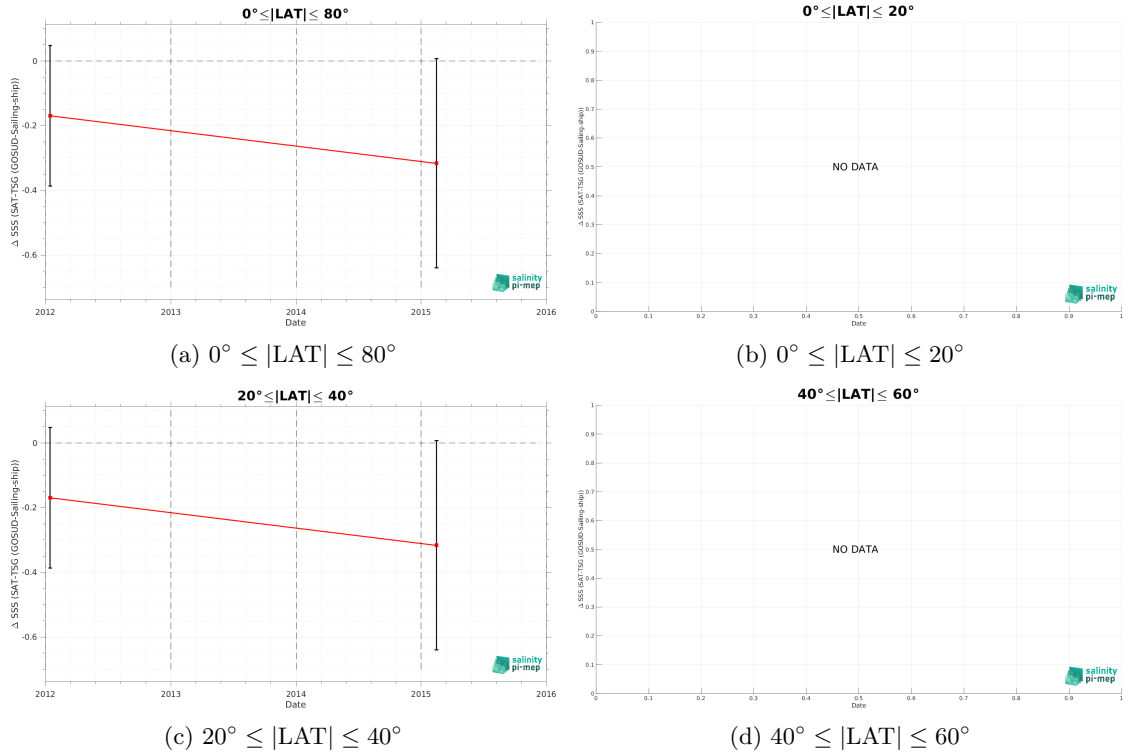 0°≤|LAT|≤ 80°
Δ SSS (SAT-TSG (GOSUD-Sailing-ship))
0
-0.2
-0.4
-0.6
salinity
pi-mep
2012 2013 2014 2015 2016
Date
(a) 0° ≤ |LAT| ≤ 80°
0°≤|LAT|≤ 20°
Δ SSS (SAT-TSG (GOSUD-Sailing-ship))
1
0.9
0.8
0.7
0.6
0.5
0.4
0.3
0.2
0.1
0
NO DATA
salinity
pi-mep
0 0.1 0.2 0.3 0.4 0.5 0.6 0.7 0.8 0.9 1
Date
(b) 0° ≤ |LAT| ≤ 20°
20°≤|LAT|≤ 40°
Δ SSS (SAT-TSG (GOSUD-Sailing-ship))
0
-0.2
-0.4
-0.6
salinity
pi-mep
2012 2013 2014 2015 2016
Date
(c) 20° ≤ |LAT| ≤ 40°
40°≤|LAT|≤ 60°
Δ SSS (SAT-TSG (GOSUD-Sailing-ship))
1
0.9
0.8
0.7
0.6
0.5
0.4
0.3
0.2
0.1
0
NO DATA
salinity
pi-mep
0 0.1 0.2 0.3 0.4 0.5 0.6 0.7 0.8 0.9 1
Date
(d) 40° ≤ |LAT| ≤ 60°